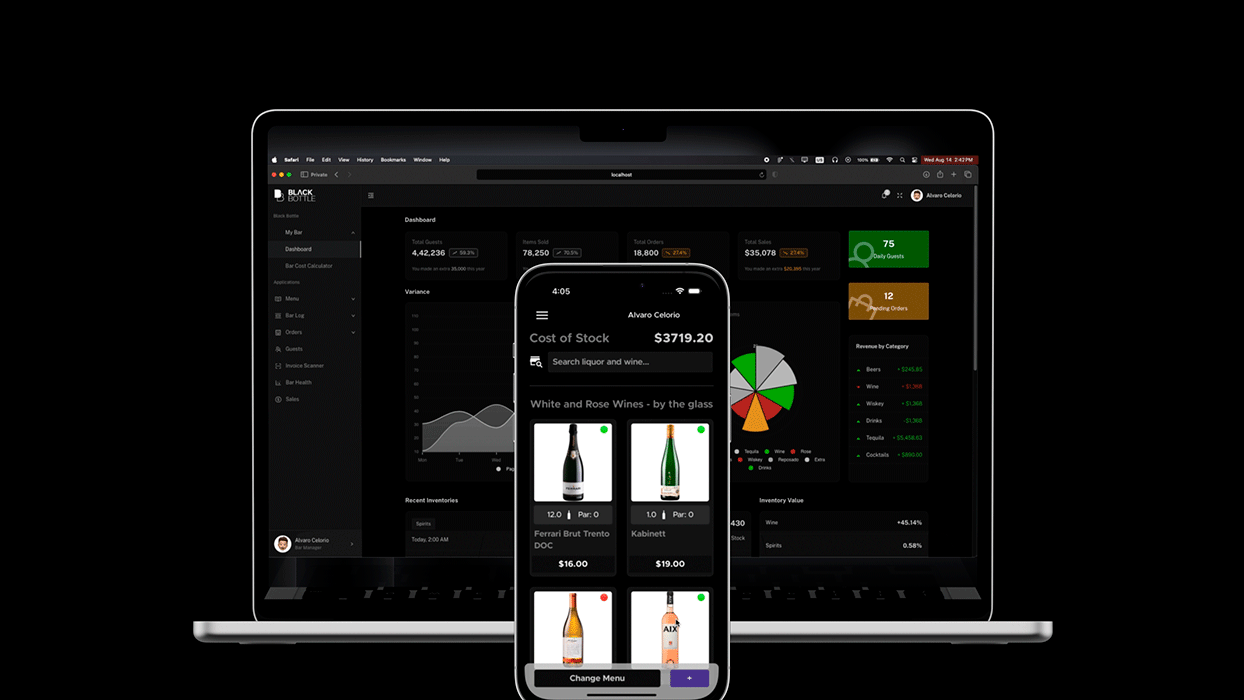 Safari File Edit View History Bookmarks Window Help
100%
Wed Aug 14 2:42PM
Private
localhost
BLACK
BOTTLE
Alvaro Celorio
Black Bottle
My Bar
Dashboard
Bar Cost Calculator
Applications
Menu
Bar Log
Orders
Guests
Invoice Scanner
Bar Health
Sales
Alvaro Celorio
Bar Manager
Dashboard
Total Guests
4,42,236 59.3%
You made an extra 35,000 this year
Items Sold
78,250 70.5%
Total Orders
18,800 27.4%
Total Sales
$35,078 27.4%
You made an extra $20,395 this year
75
Daily Guests
12
Pending Orders
Variance
Mon
Tue
Wed
Tequila Wine Rose
Wiskey Reposado Extra
Drinks
Revenue by Category
Beers + $245.85
Wine + $1,368
Wiskey + $1,368
Drinks -$1,368
Tequila + $5,458.63
Cocktails + $800.00
Recent Inventories
Spirits
Today, 2:00 AM
430
Stock
Inventory Value
Wine +45.14%
Spirits 0.58%
4:05
Alvaro Celorio
Cost of Stock $3719.20
Search liquor and wine...
White and Rose Wines - by the glass
12.0 Par: 0
Ferrari Brut Trento
DOC
$16.00
1.0 Par: 0
Kabinett
$19.00
AIX
Change Menu +